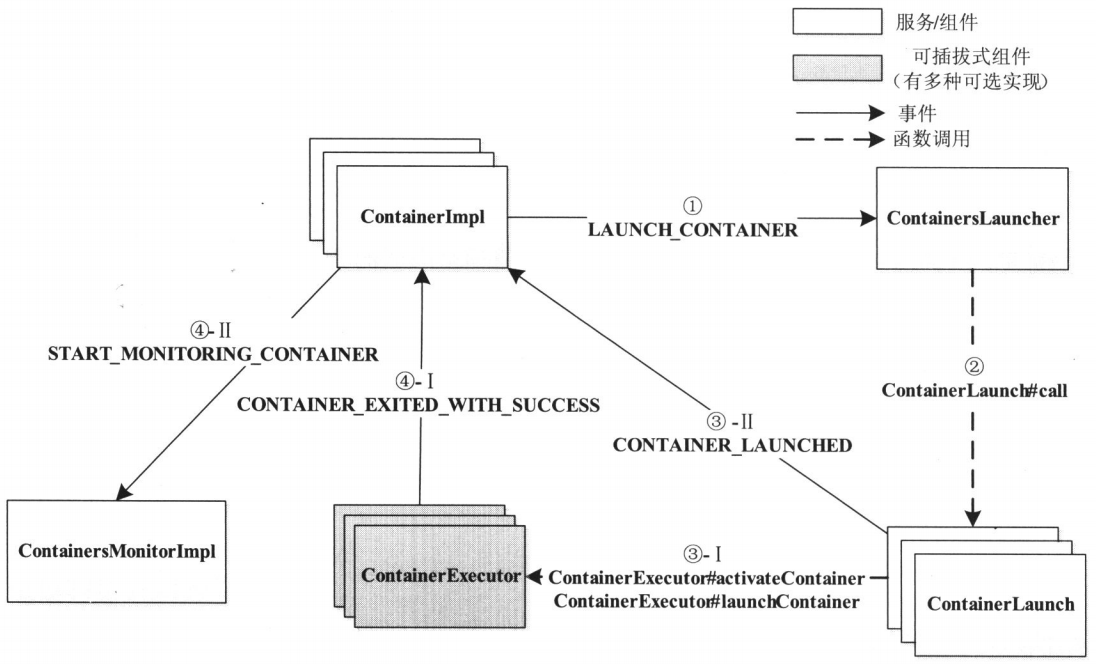 服务/组件
可插拔式组件
（有多种可选实现）
事件
函数调用
ContainerImpl
①
LAUNCH_CONTAINER
ContainersLauncher
④-Ⅱ
START_MONITORING_CONTAINER
④-Ⅰ
CONTAINER_EXITED_WITH_SUCCESS
②
ContainerLaunch#call
③-Ⅱ
CONTAINER_LAUNCHED
ContainersMonitorImpl
ContainerExecutor
③-Ⅰ
ContainerExecutor#activateContainer
ContainerExecutor#launchContainer
ContainerLaunch